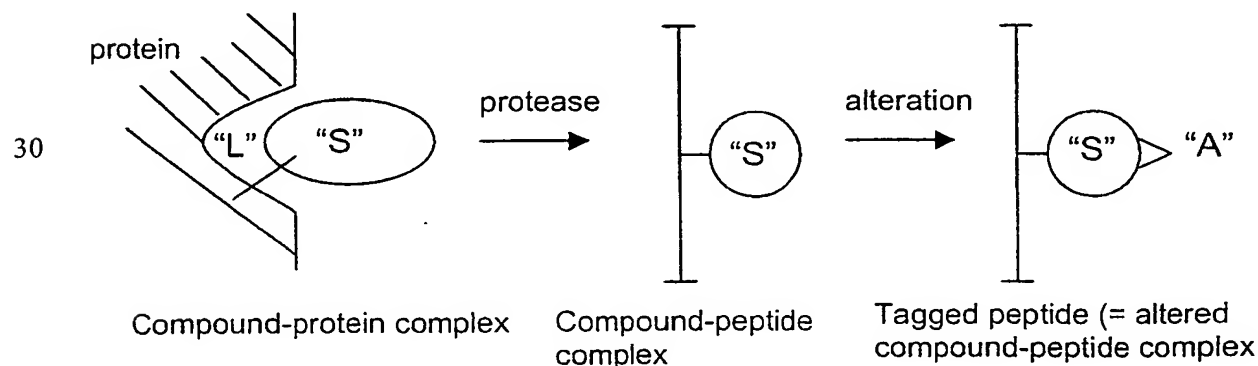 protein
protease
alteration
30
“L”
“S”
“S”
“S”
“A”
Compound-protein complex
Compound-peptide
complex
Tagged peptide (= altered
compound-peptide complex